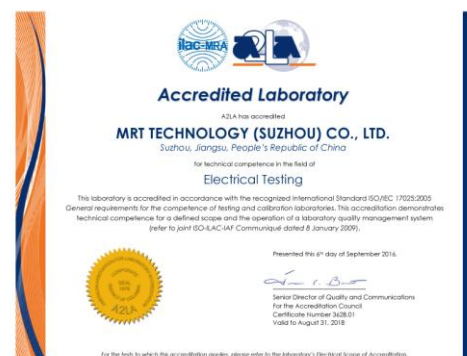 ilac-MRA
A2LA
Accredited Laboratory
A2LA has accredited
MRT TECHNOLOGY (SUZHOU) CO., LTD.
Suzhou, Jiangsu, People's Republic of China
for technical competence in the field of
Electrical Testing
This laboratory is accredited in accordance with the recognized International Standard ISO/IEC 17025:2005
General requirements for the competence of testing and calibration laboratories. This accreditation demonstrates
technical competence for a defined scope and the operation of a laboratory quality management system
(refer to joint ISO-ILAC-IAF Communiqué dated 8 January 2009).
Presented this 6th day of September 2016.
Senior Director of Quality and Communications
For the Accreditation Council
Certificate Number 3628.01
Valid to August 31, 2018
CORPORATE
SEAL
A2LA
For the tests to which this accreditation applies, please refer to the laboratory's Electrical Scope of Accreditation.